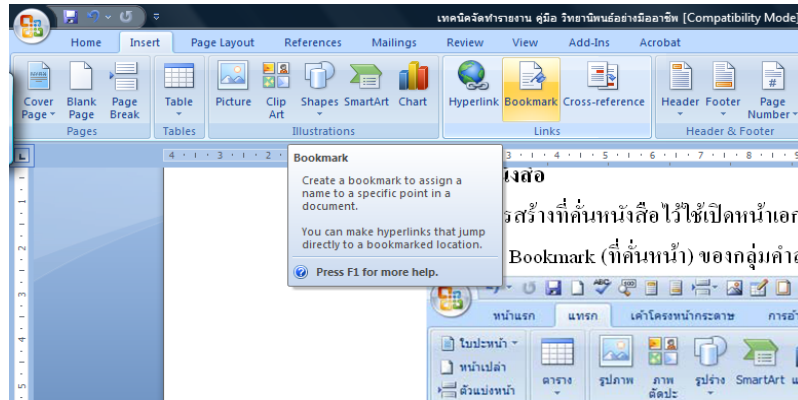 เทคนิคจัดทำรายงาน คู่มือ วิทยานิพนธ์อย่างมืออาชีพ [Compatibility Mode]
Home Insert Page Layout References Mailings Review View Add-Ins Acrobat
Cover Page Blank Page Page Break Table Picture Clip Art Shapes SmartArt Chart Hyperlink Bookmark Cross-reference Header Footer Page Number
Pages Tables Illustrations Links Header & Footer
4 3 2 3 4 5 6 7 8 9
Bookmark
Create a bookmark to assign a
name to a specific point in a
document.
You can make hyperlinks that jump
directly to a bookmarked location.
Press F1 for more help.
สร้างที่คั่นหนังสือไว้ใช้เปิดหน้า
Bookmark (ที่คั่นหน้า) ของกลุ่ม
หน้าแรก แทรก เค้าโครงหน้ากระดาษ
ใบปะหน้า
หน้าเปล่า
ตัวแบ่งหน้า
ตาราง รูปภาพ ภาพตัดปะ รูปร่าง SmartArt